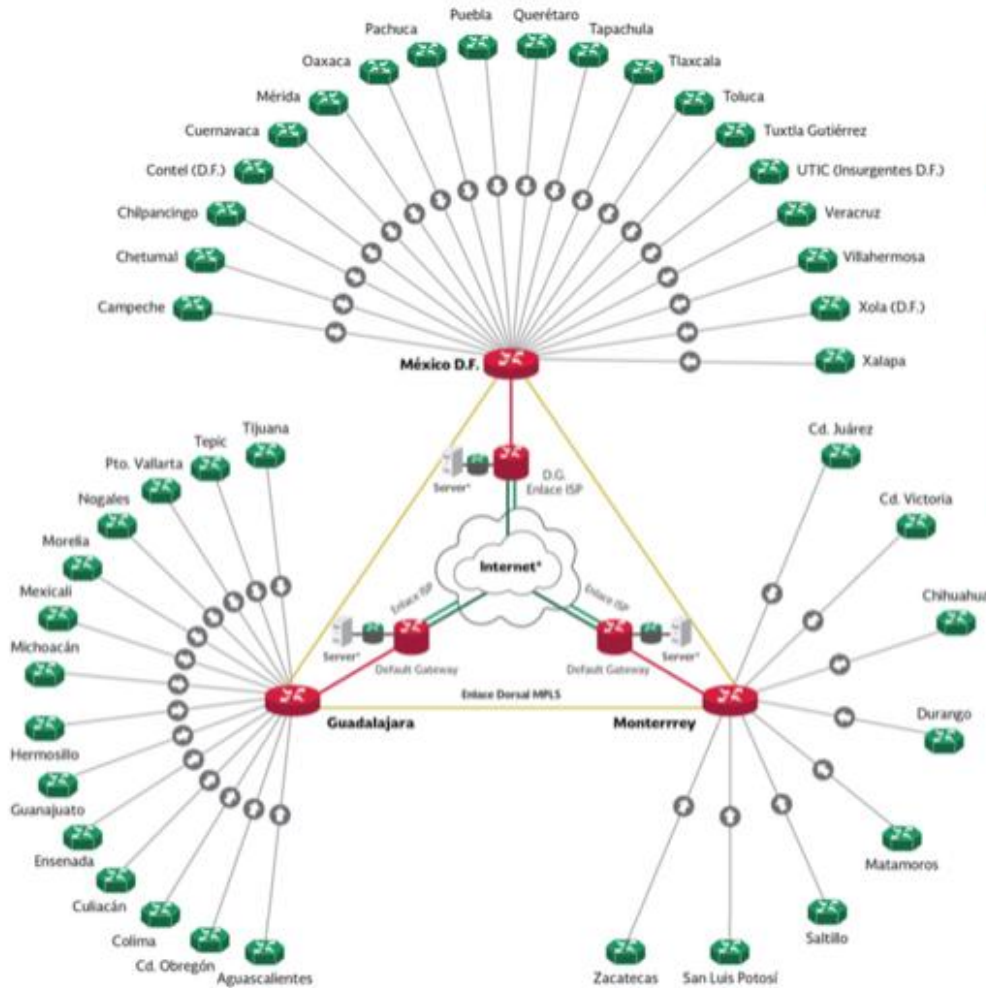 Puebla
Querétaro
Pachuca
Tapachula
Oaxaca
Tlaxcala
Mérida
Toluca
Cuernavaca
Tuxtla Gutiérrez
Contel (D.F.)
UTIC (Insurgentes D.F.)
Chilpancingo
Veracruz
Chetumal
Villahermosa
Campeche
Xola (D.F.)
México D.F.
Xalapa
Tijuana
Cd. Juárez
Tepic
Pto. Vallarta
D.G.
Enlace ISP
Server*
Nogales
Cd. Victoria
Morelia
Internet*
Mexicali
Chihuahua
Enlace ISP
Enlace ISP
Michoacán
Server*
Default Gateway
Default Gateway
Server*
Enlace Dorsal MPLS
Guadalajara
Monterrrey
Durango
Hermosillo
Guanajuato
Ensenada
Matamoros
Culiacán
Colima
Saltillo
Cd. Obregón
Aguascalientes
Zacatecas
San Luis Potosí